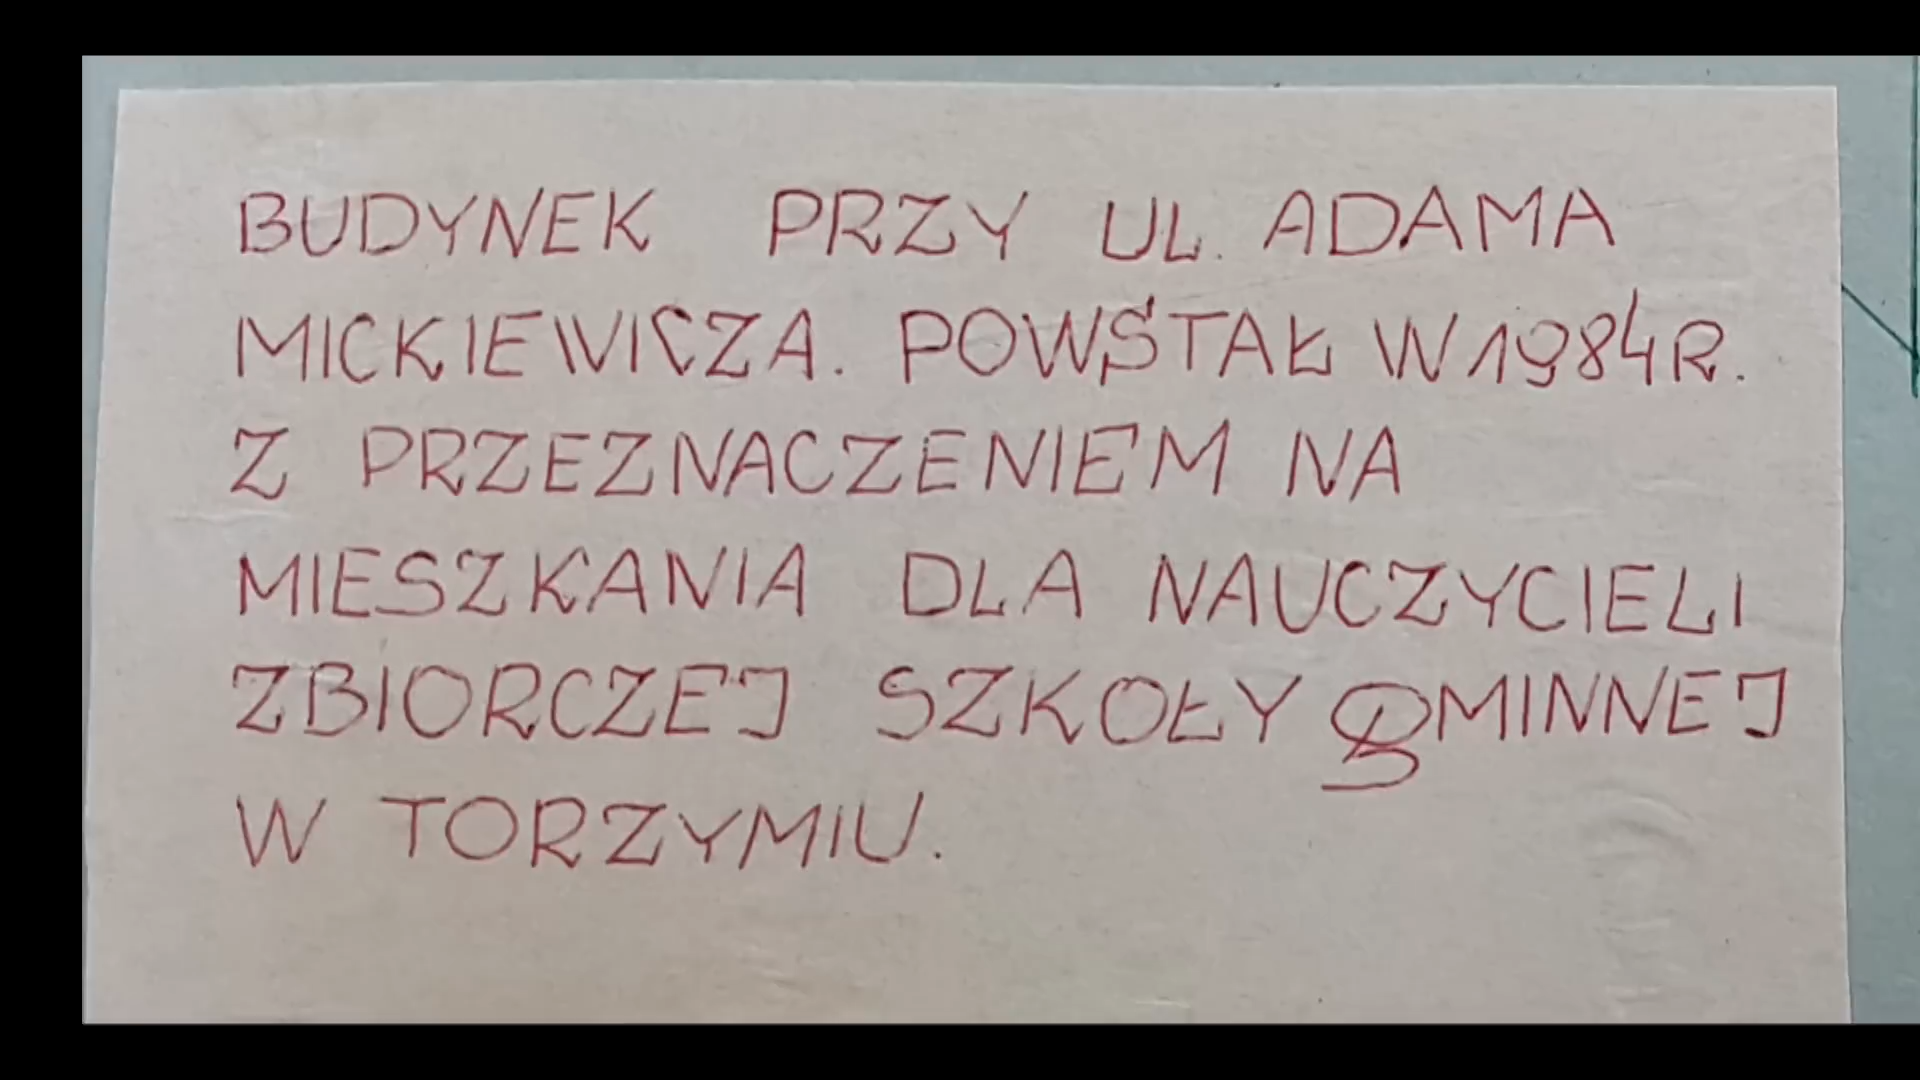 BUDYNEK PRZY UL. ADAMA
MICKIEWICZA. POWSTAŁ W 1984R.
Z PRZEZNACZENIEM NA
MIESZKANIA DLA NAUCZYCIELI
ZBIORCZEJ SZKOŁY GMINNEJ
W TORZYMIU.